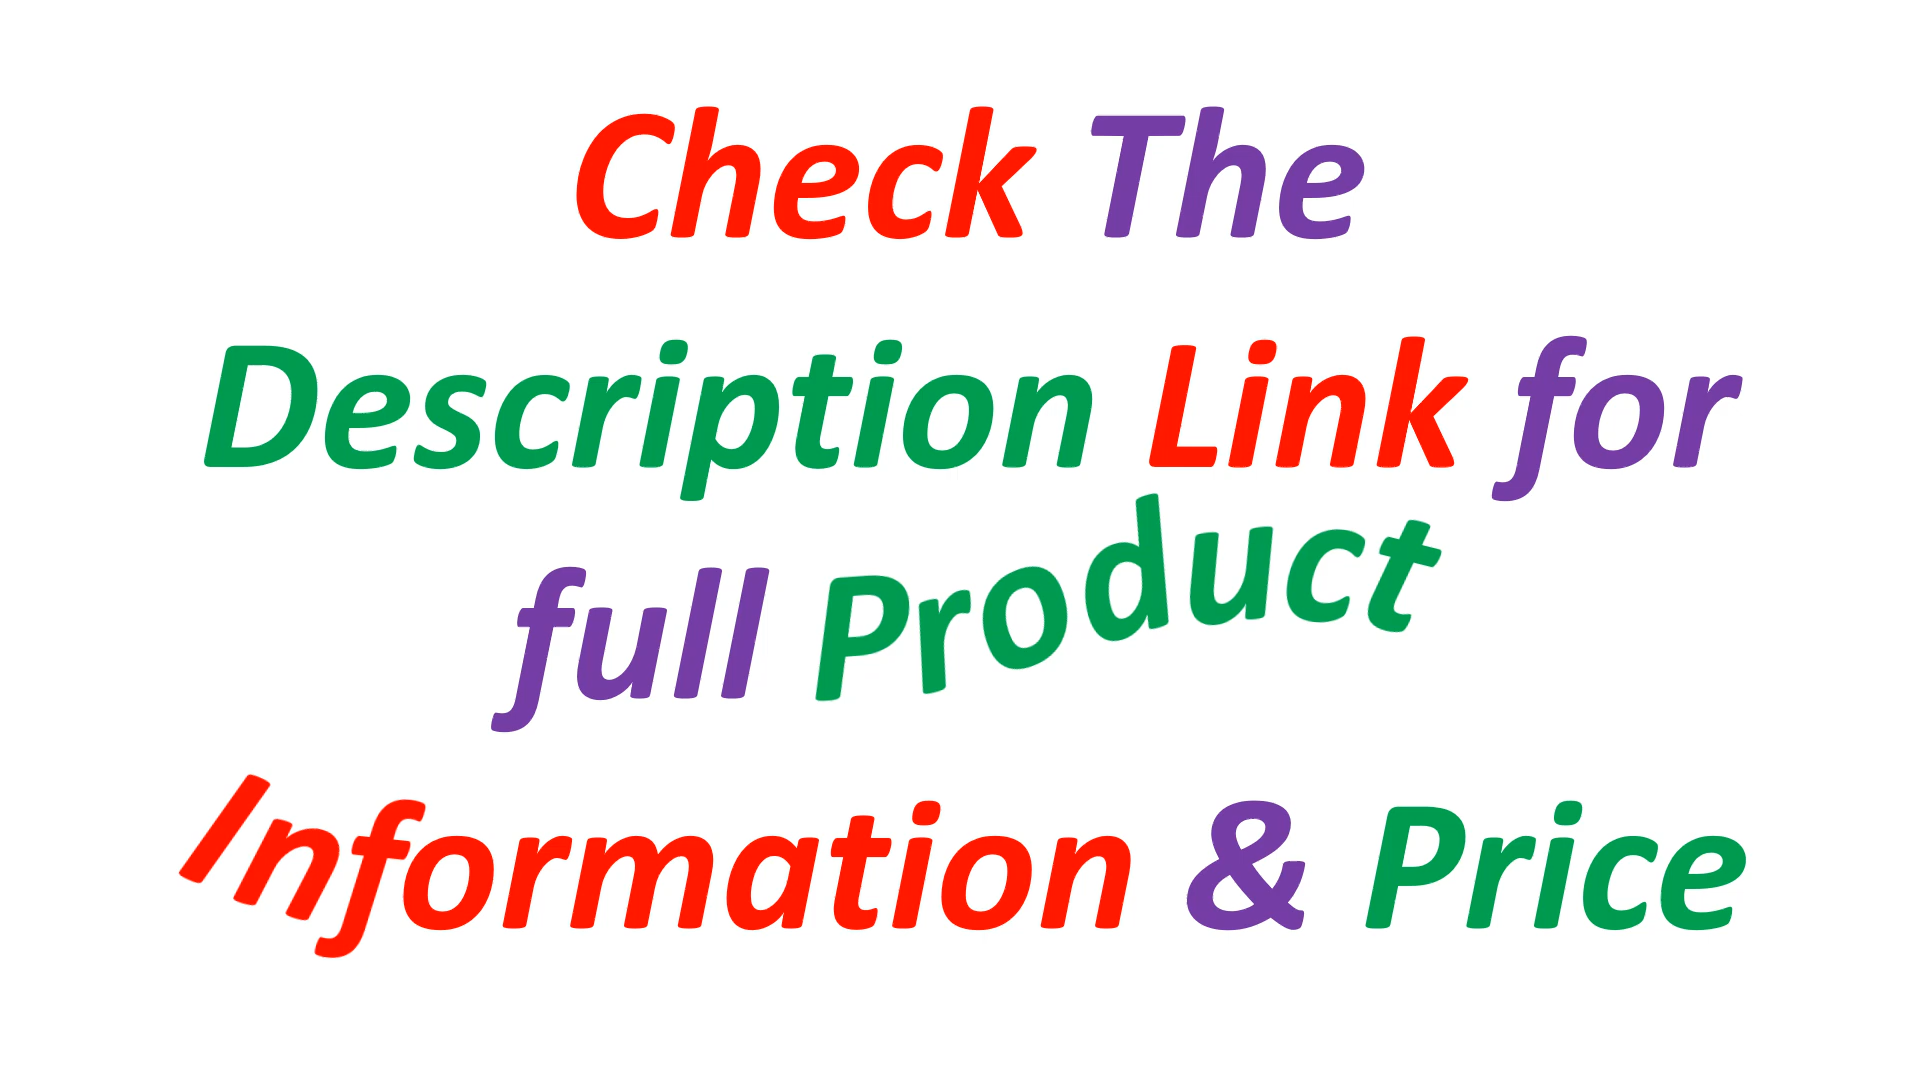 Check The
Description Link for
full Product
Information & Price